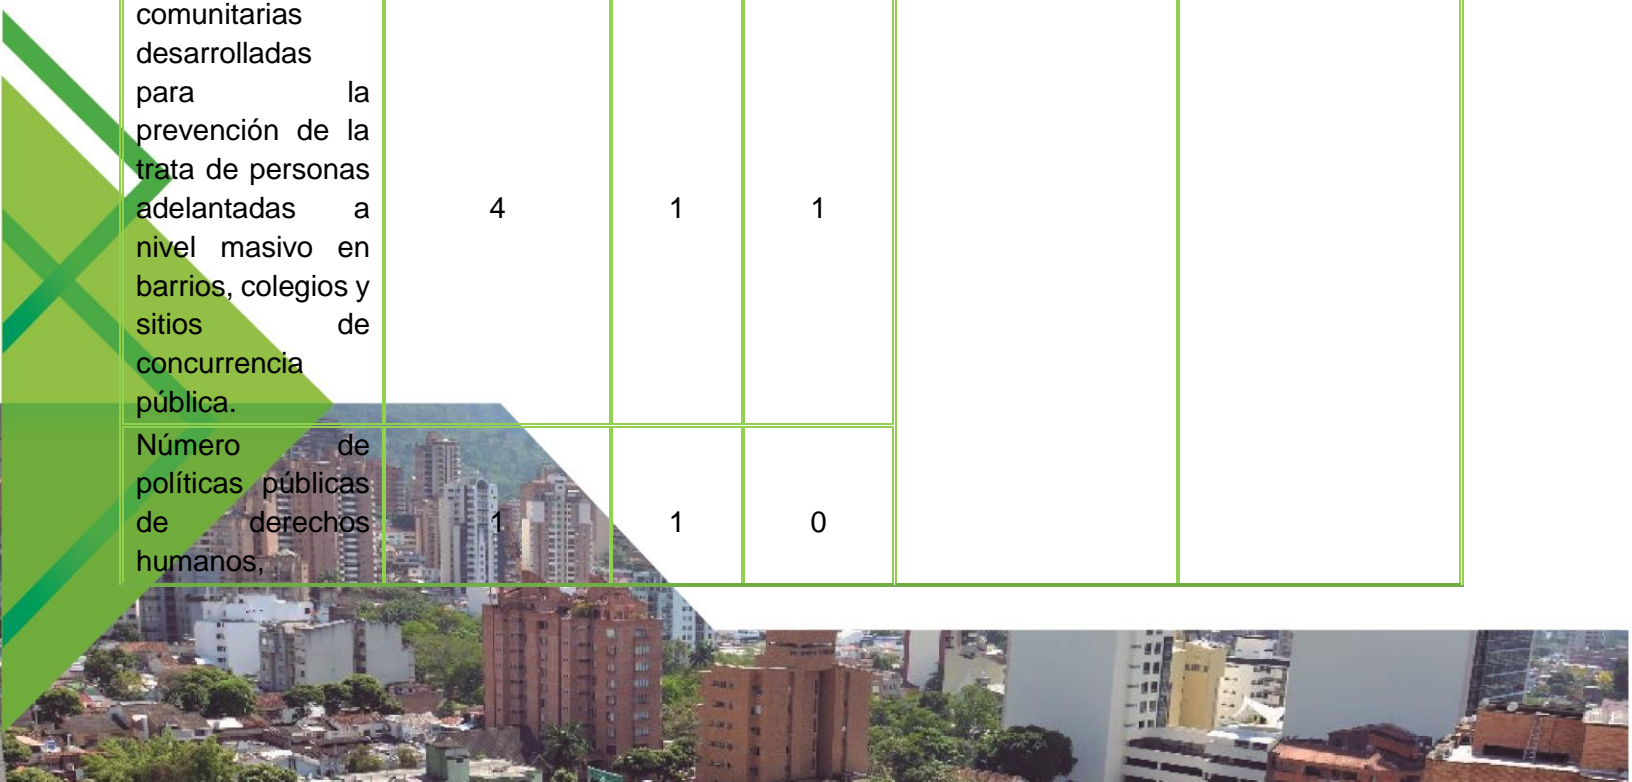 comunitarias
desarrolladas
para la
prevención de la
trata de personas
adelantadas a
nivel masivo en
barrios, colegios y
sitios de
concurrencia
pública.
4 1 1
Número de
políticas públicas
de derechos
humanos,
1 1 0